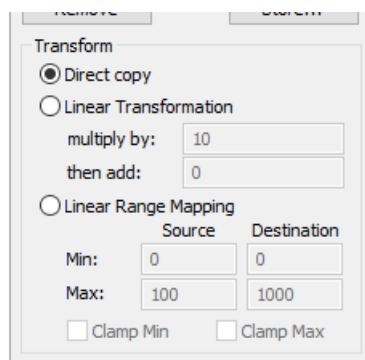 Remove
Transform
Direct copy
Linear Transformation
multiply by: 10
then add: 0
Linear Range Mapping
Source Destination
Min: 0 0
Max: 100 1000
Clamp Min Clamp Max